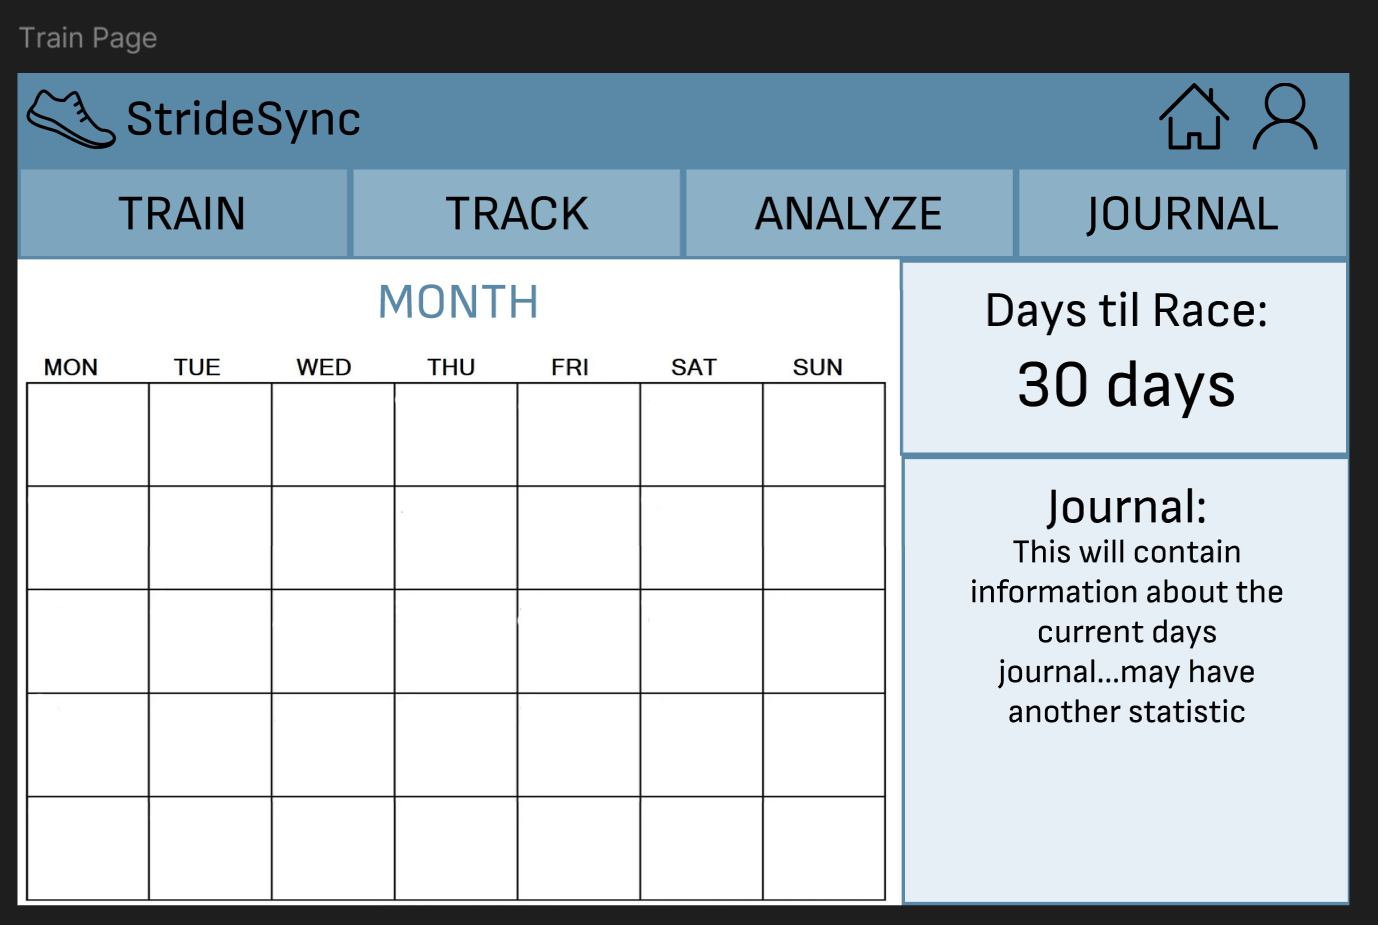 Train Page
StrideSync
TRAIN TRACK ANALYZE JOURNAL
MONTH
MON TUE WED THU FRI SAT SUN
Days til Race:
30 days
Journal:
This will contain
information about the
current days
journal...may have
another statistic